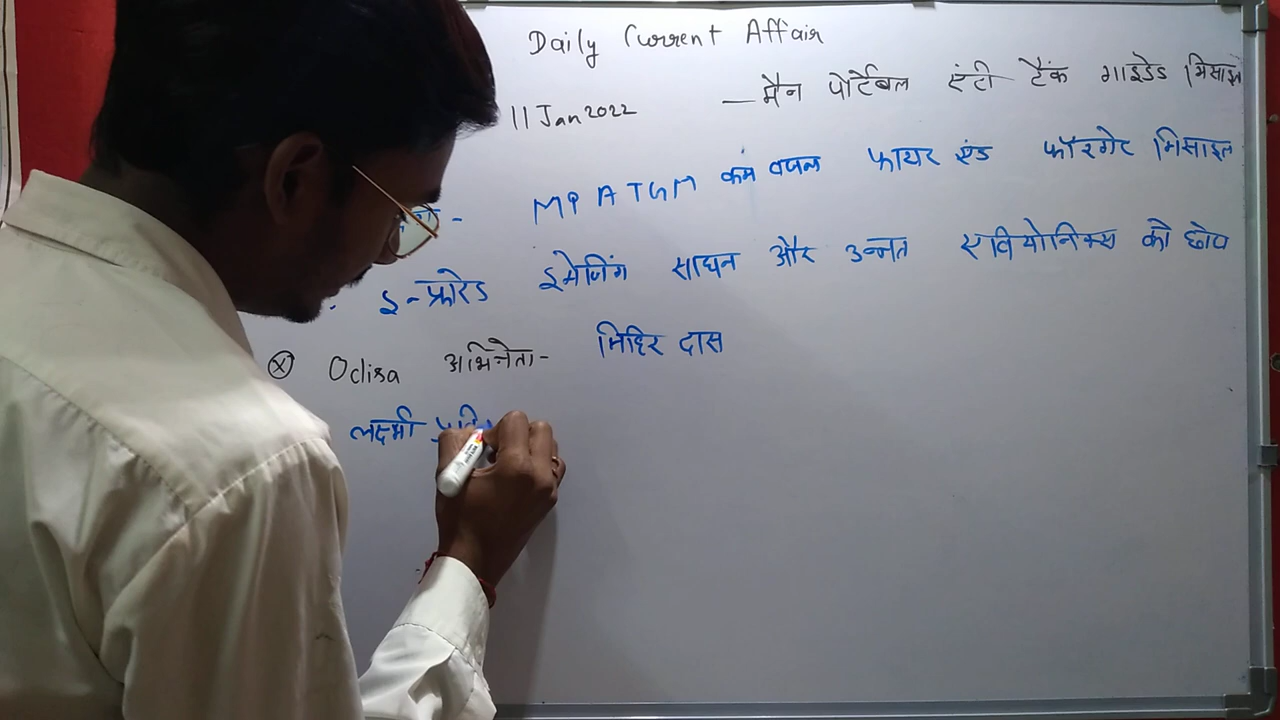 Daily Current Affair
11 Jan 2022 — मैन पोर्टेबल एंटी टैंक गाइडेड मिसाइल
- MPATGM कम वजन फायर एंड फॉरगेट मिसाइल
इन्फ्रारेड इमेजिंग साधन और उन्नत एवियोनिक्स को छोप
ⓧ Odisa अभिनेता - मिहिर दास
लक्ष्मी